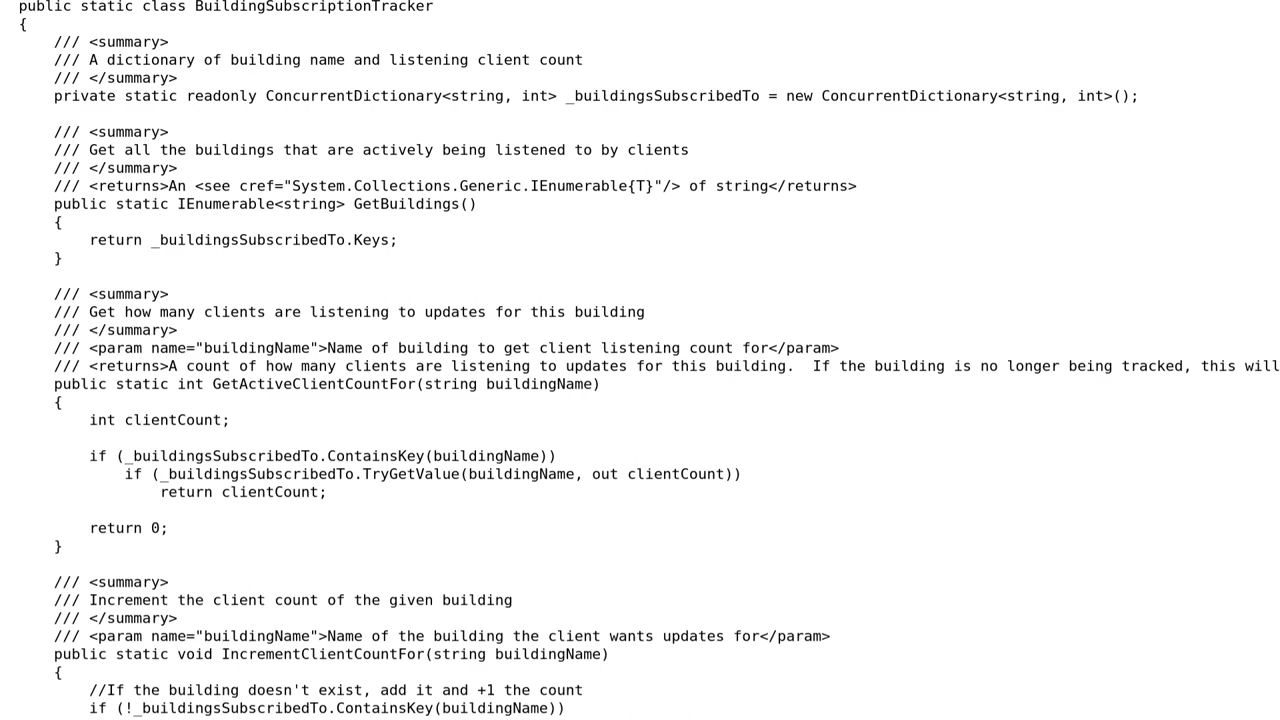 public static class BuildingSubscriptionTracker
{
/// <summary>
/// A dictionary of building name and listening client count
/// </summary>
private static readonly ConcurrentDictionary<string, int> _buildingsSubscribedTo = new ConcurrentDictionary<string, int>();
/// <summary>
/// Get all the buildings that are actively being listened to by clients
/// </summary>
/// <returns>An <see cref="System.Collections.Generic.IEnumerable{T}"/> of string</returns>
public static IEnumerable<string> GetBuildings()
{
return _buildingsSubscribedTo.Keys;
}
/// <summary>
/// Get how many clients are listening to updates for this building
/// </summary>
/// <param name="buildingName">Name of building to get client listening count for</param>
/// <returns>A count of how many clients are listening to updates for this building.  If the building is no longer being tracked, this will
public static int GetActiveClientCountFor(string buildingName)
{
int clientCount;
if (_buildingsSubscribedTo.ContainsKey(buildingName))
if (_buildingsSubscribedTo.TryGetValue(buildingName, out clientCount))
return clientCount;
return 0;
}
/// <summary>
/// Increment the client count of the given building
/// </summary>
/// <param name="buildingName">Name of the building the client wants updates for</param>
public static void IncrementClientCountFor(string buildingName)
{
//If the building doesn't exist, add it and +1 the count
if (!_buildingsSubscribedTo.ContainsKey(buildingName))